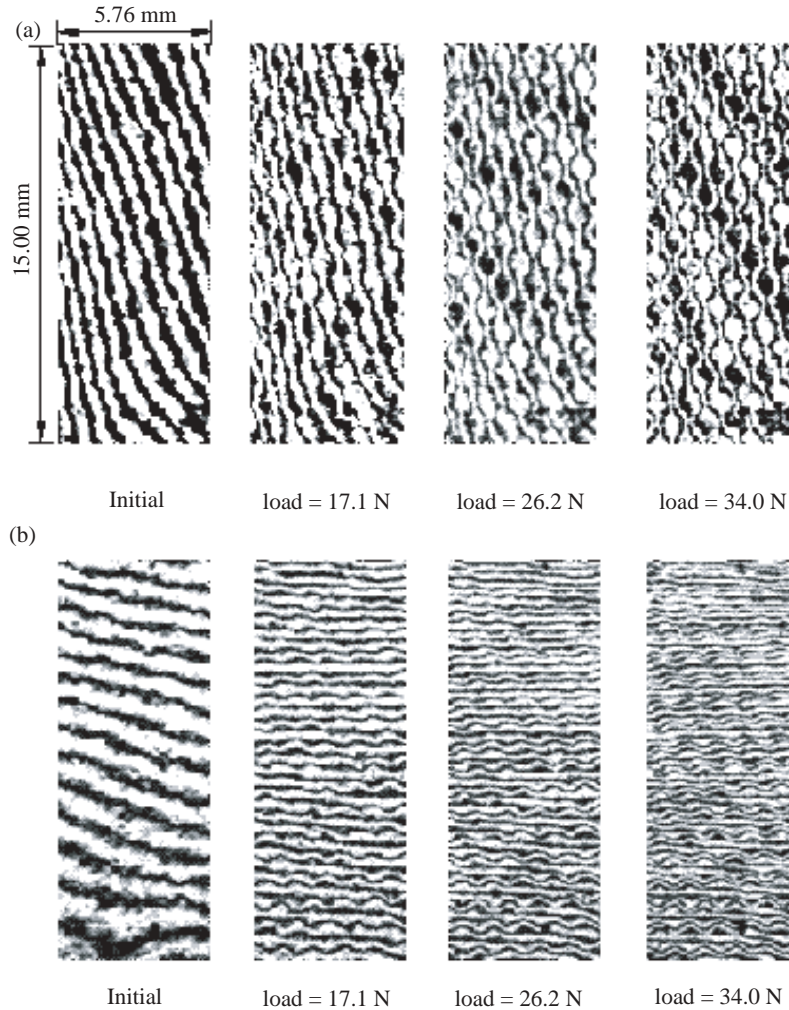 (a)
5.76 mm
15.00 mm
Initial
load = 17.1 N
load = 26.2 N
load = 34.0 N
(b)
Initial
load = 17.1 N
load = 26.2 N
load = 34.0 N